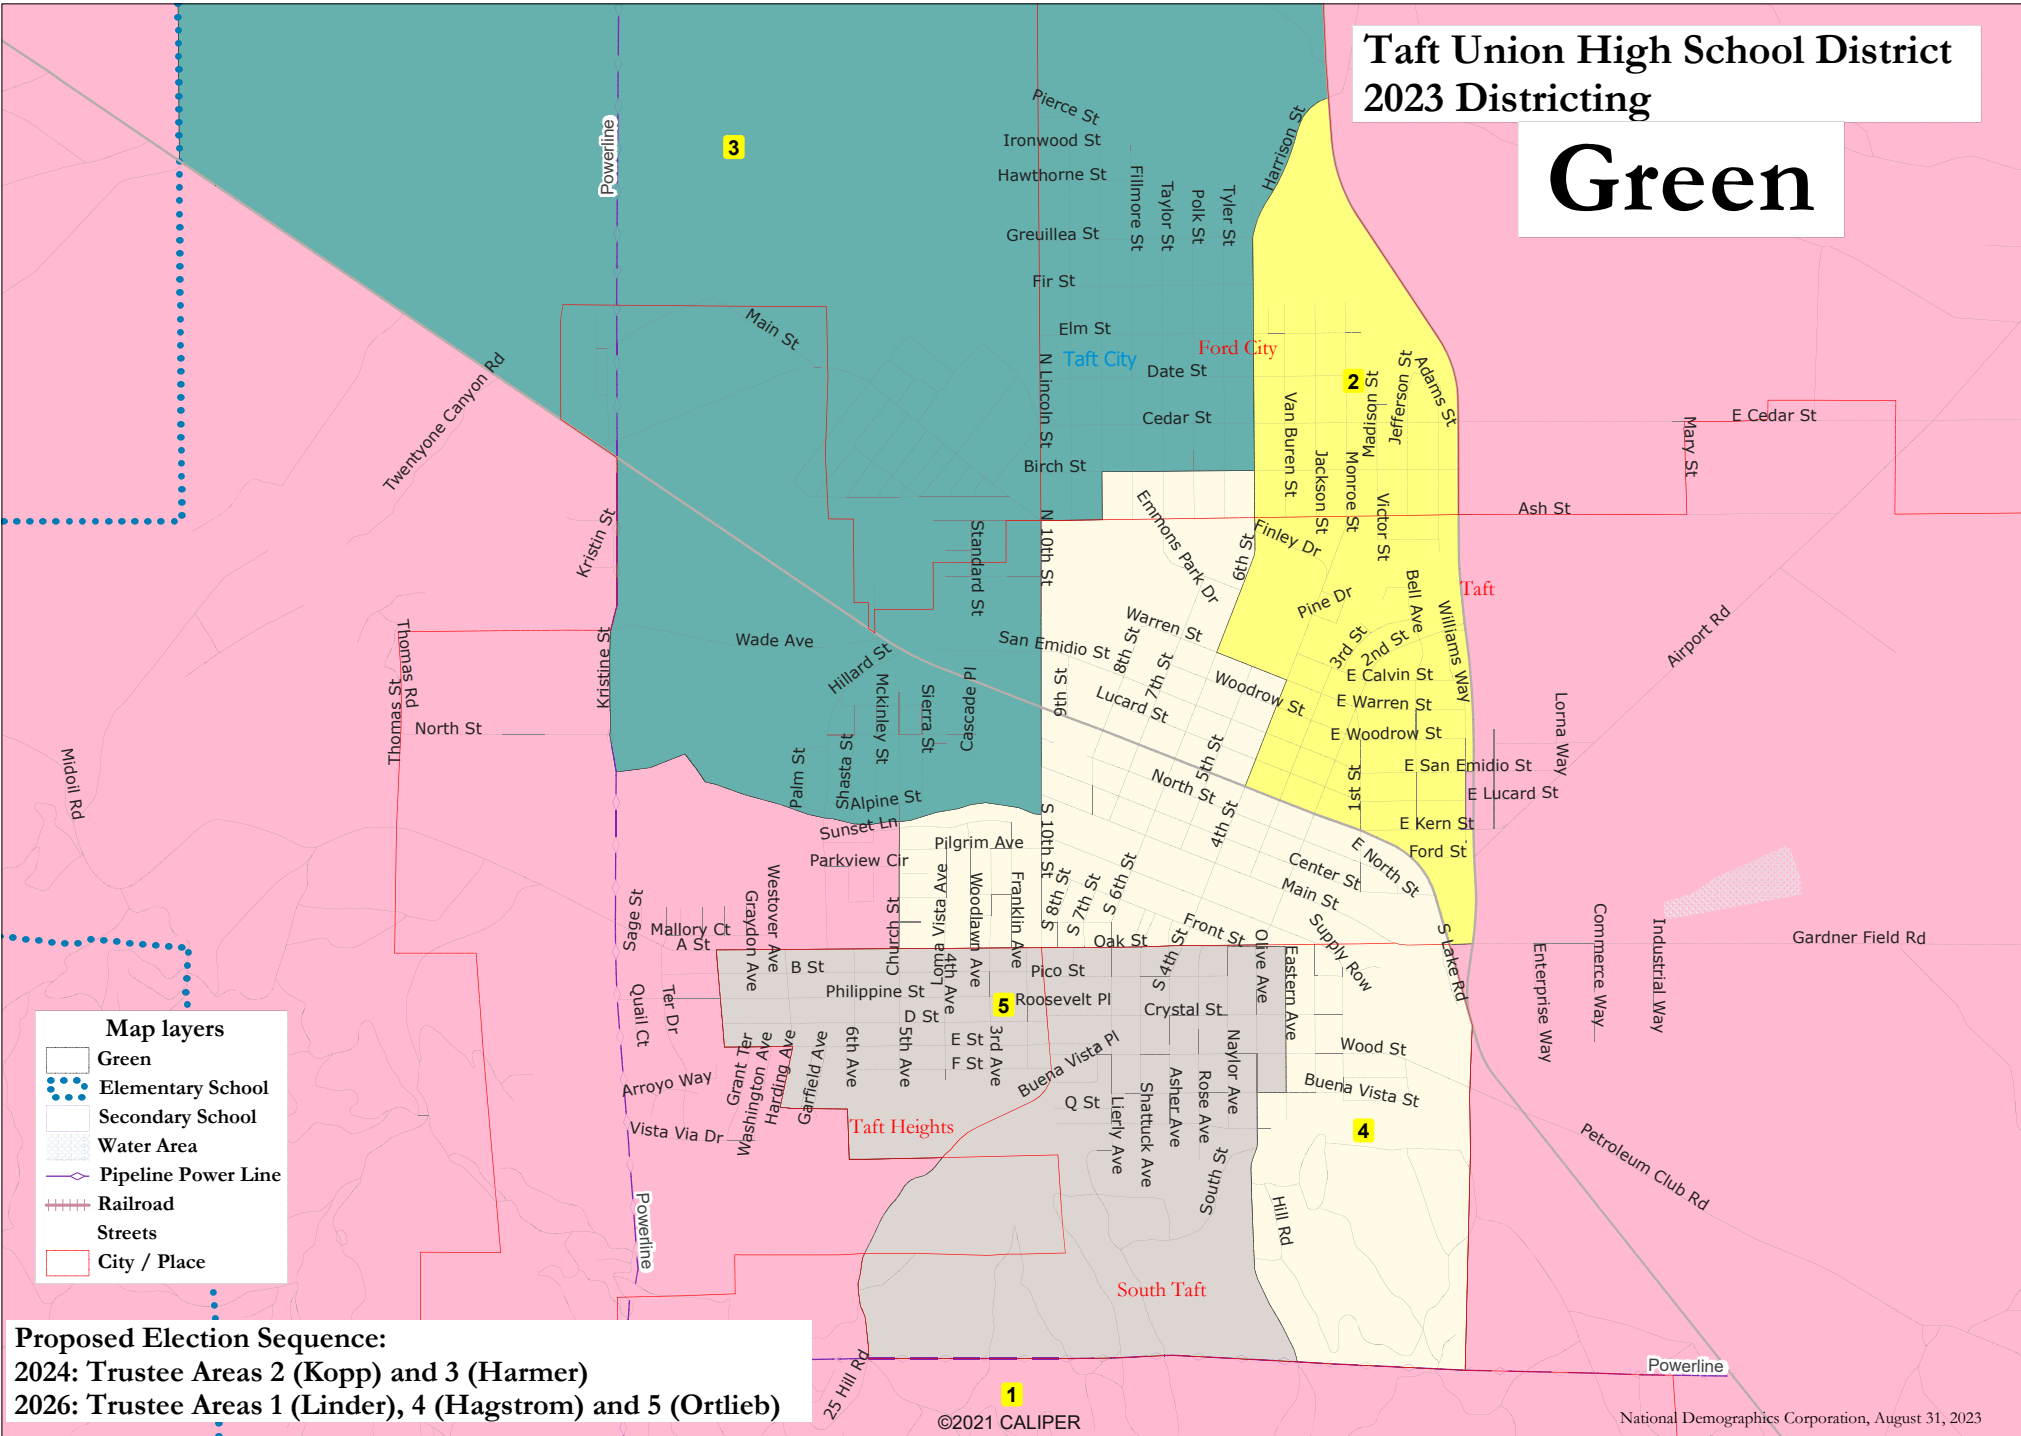 Taft Union High School District
2023 Districting
Green
Pierce St
Ironwood St
Hawthorne St
Greuillea St
Fir St
Elm St
Taft City
Ford City
Date St
Cedar St
Birch St
Fillmore St
Taylor St
Polk St
Tyler St
Harrison St
Powerline
3
Main St
N Lincoln St
Twentyone Canyon Rd
2
Van Buren St
Jackson St
Monroe St
Madison St
Jefferson St
Adams St
Victor St
E Cedar St
Mary St
Ash St
Kristin St
Standard St
N 10th St
Emmons Park Dr
6th St
Finley Dr
Pine Dr
Bell Ave
Williams Way
Taft
Airport Rd
Thomas Rd
Thomas St
Kristine St
Wade Ave
Hillard St
San Emidio St
Warren St
8th St
7th St
9th St
Lucard St
Woodrow St
3rd St
2nd St
E Calvin St
E Warren St
E Woodrow St
E San Emidio St
E Lucard St
E Kern St
Ford St
1st St
Lorna Way
North St
Midoil Rd
Mckinley St
Sierra St
Cascade Pl
Palm St
Shasta St
Alpine St
Sunset Ln
Parkview Cir
Pilgrim Ave
S 10th St
North St
5th St
4th St
E North St
Center St
Main St
Front St
Supply Row
S 8th St
S 7th St
S 6th St
S 4th St
Oak St
Olive Ave
Eastern Ave
S Lake Rd
Sage St
Mallory Ct
A St
Graydon Ave
Westover Ave
Church St
Loma Vista Ave
Woodlawn Ave
Franklin Ave
4th Ave
B St
Philippine St
D St
E St
F St
5
Pico St
Roosevelt Pl
Crystal St
Buena Vista Pl
Quail Ct
Ter Dr
Arroyo Way
Vista Via Dr
Grant Ter
Washington Ave
Harding Ave
Garfield Ave
6th Ave
5th Ave
3rd Ave
Q St
Lierly Ave
Shattuck Ave
Asher Ave
Rose Ave
Naylor Ave
South St
Wood St
Buena Vista St
4
Hill Rd
Taft Heights
South Taft
Enterprise Way
Commerce Way
Industrial Way
Gardner Field Rd
Petroleum Club Rd
Powerline
Powerline
25 Hill Rd
1
Map layers
Green
Elementary School
Secondary School
Water Area
Pipeline Power Line
Railroad
Streets
City / Place
Proposed Election Sequence:
2024: Trustee Areas 2 (Kopp) and 3 (Harmer)
2026: Trustee Areas 1 (Linder), 4 (Hagstrom) and 5 (Ortlieb)
©2021 CALIPER
National Demographics Corporation, August 31, 2023